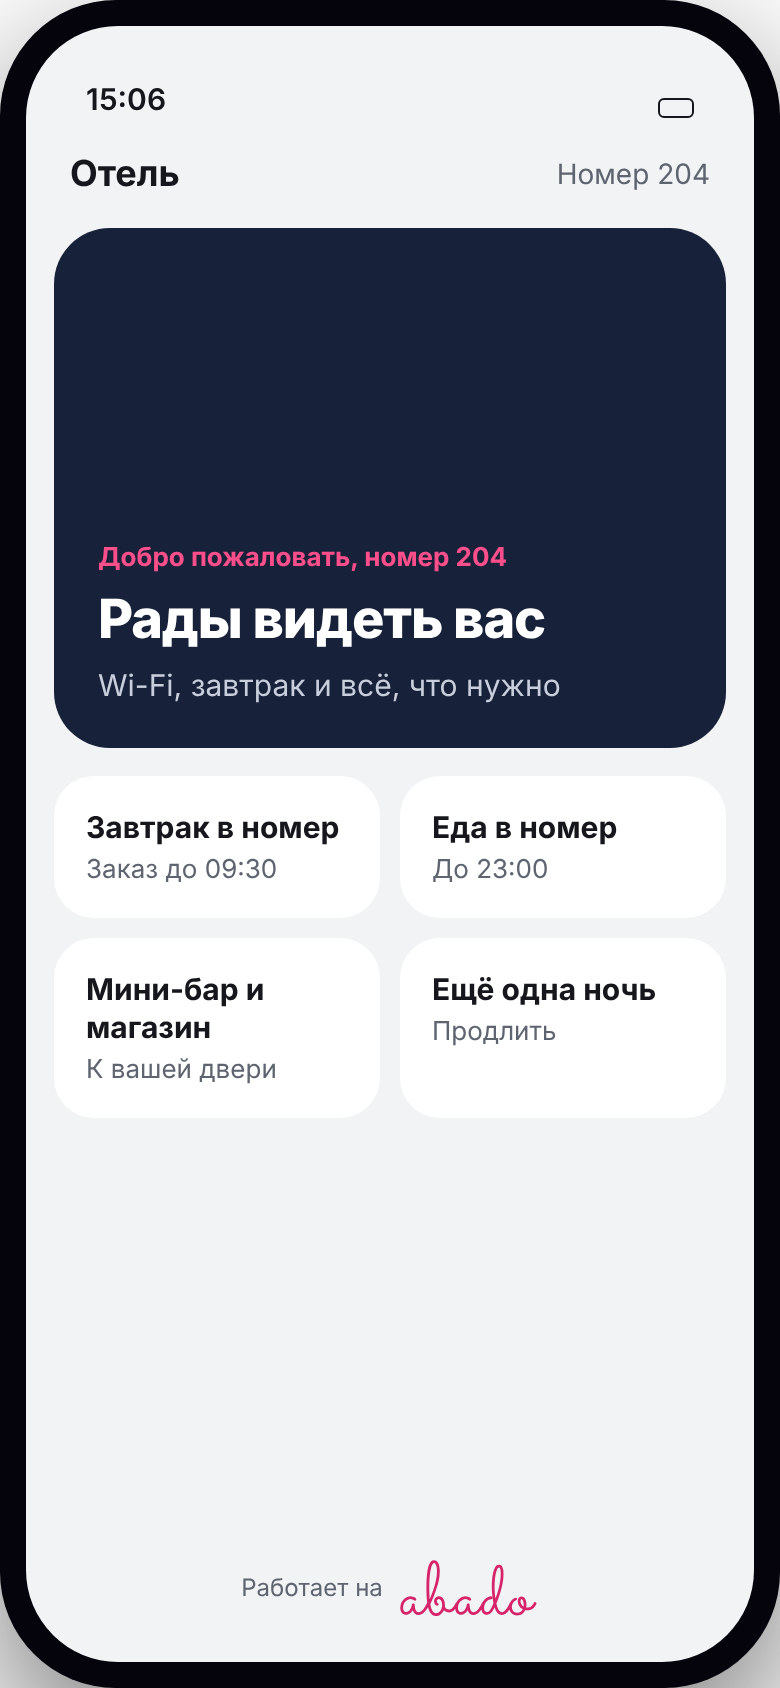 15:06
Отель
Номер 204
Добро пожаловать, номер 204
Рады видеть вас
Wi-Fi, завтрак и всё, что нужно
Завтрак в номер
Заказ до 09:30
Еда в номер
До 23:00
Мини-бар и
магазин
К вашей двери
Ещё одна ночь
Продлить
Работает на abado